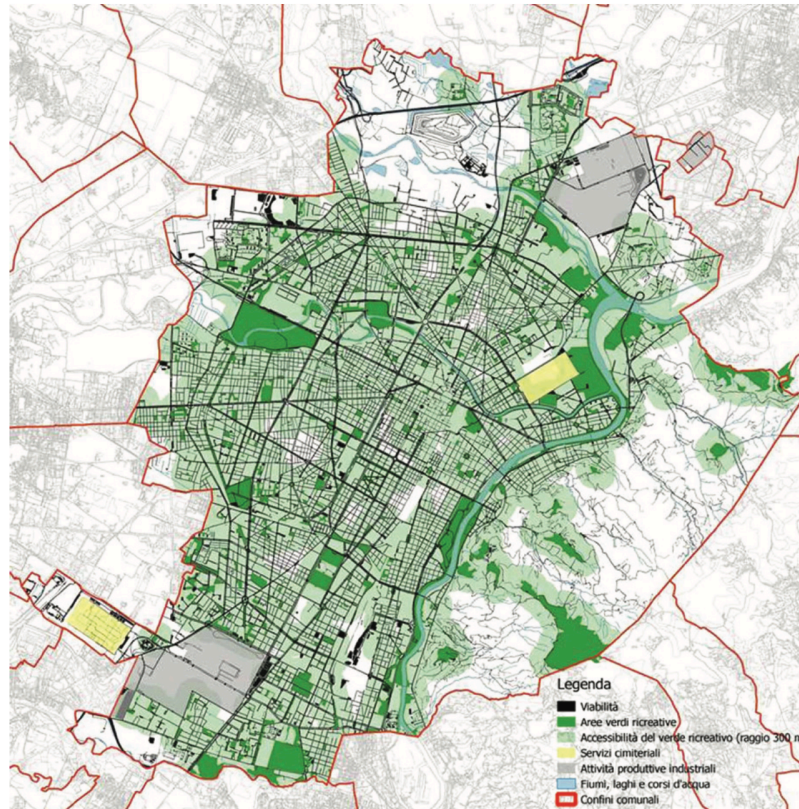 Legenda
Viabilità
Aree verdi ricreative
Accessibilità del verde ricreativo (raggio 300 m
Servizi cimiteriali
Attività produttive industriali
Fiumi, laghi e corsi d'acqua
Confini comunali